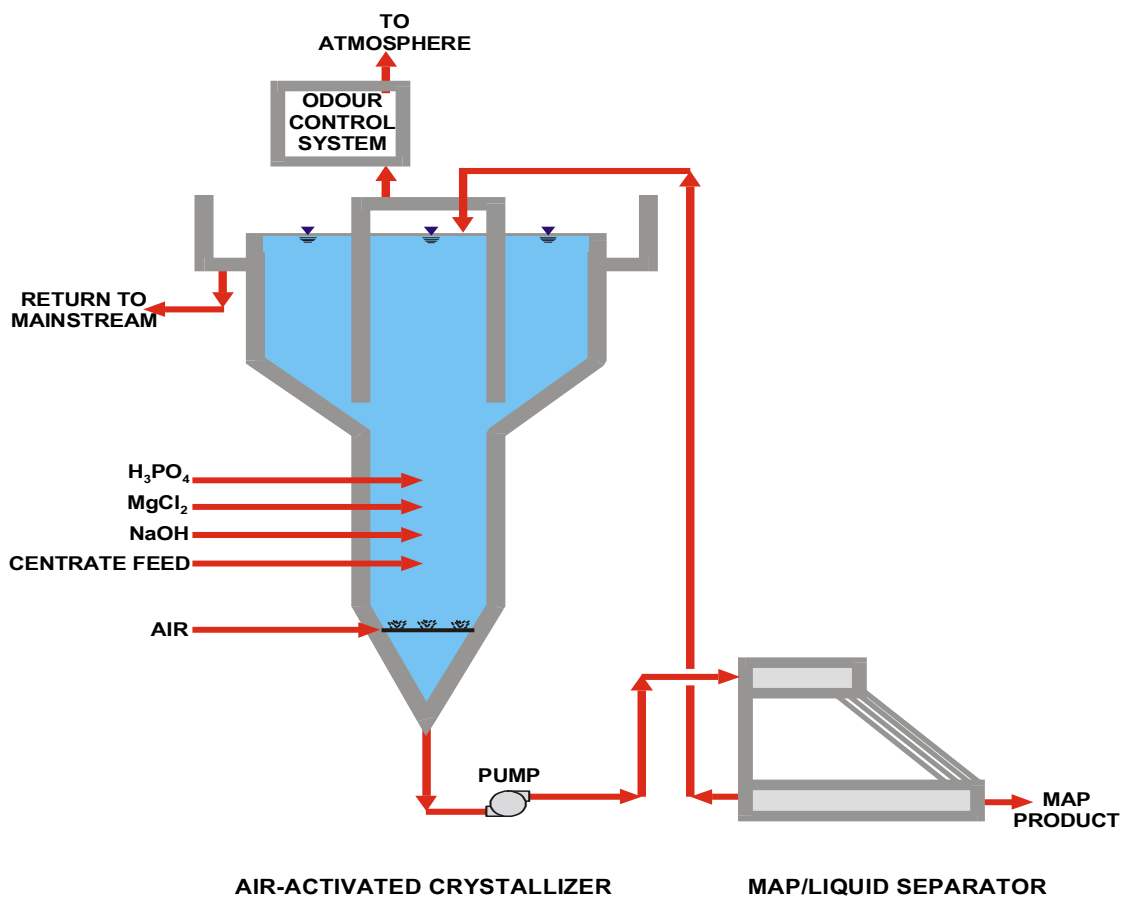 TO
ATMOSPHERE
ODOUR
CONTROL
SYSTEM
RETURN TO
MAINSTREAM
H₃PO₄
MgCl₂
NaOH
CENTRATE FEED
AIR
PUMP
MAP
PRODUCT
AIR-ACTIVATED CRYSTALLIZER
MAP/LIQUID SEPARATOR